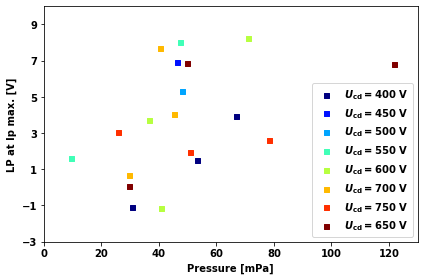 9
7
5
3
1
−1
−3
LP at Ip max. [V]
U_cd = 400 V
U_cd = 450 V
U_cd = 500 V
U_cd = 550 V
U_cd = 600 V
U_cd = 700 V
U_cd = 750 V
U_cd = 650 V
0 20 40 60 80 100 120
Pressure [mPa]